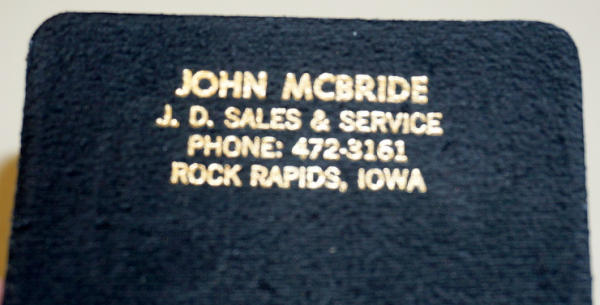 JOHN MCBRIDE
J. D. SALES & SERVICE
PHONE: 472-3161
ROCK RAPIDS, IOWA